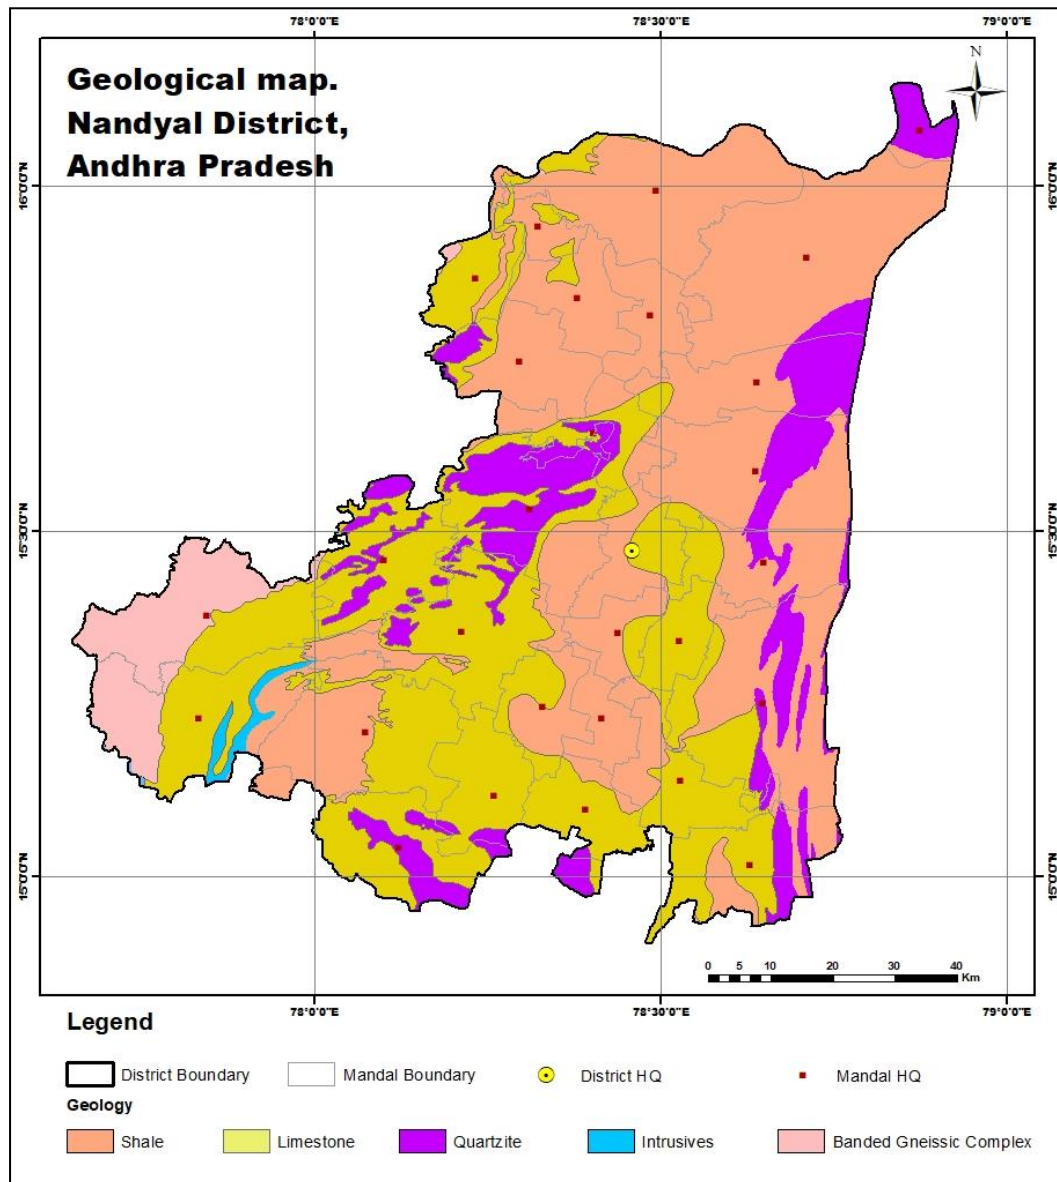 78°0'0"E 78°30'0"E 79°0'0"E
N
Geological map.
Nandyal District,
Andhra Pradesh
16°0'0"N 16°0'0"N
15°30'0"N 15°30'0"N
15°0'0"N 15°0'0"N
0 5 10 20 30 40
Km
78°0'0"E 78°30'0"E 79°0'0"E
Legend
District Boundary Mandal Boundary District HQ Mandal HQ
Geology
Shale Limestone Quartzite Intrusives Banded Gneissic Complex